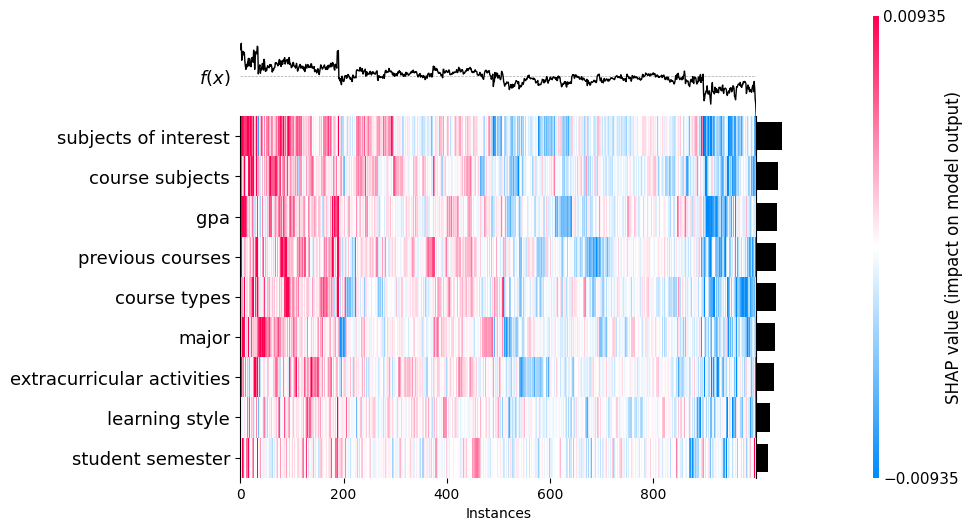 0.00935
f(x)
subjects of interest
course subjects
gpa
previous courses
course types
major
extracurricular activities
learning style
student semester
0 200 400 600 800
Instances
−0.00935
SHAP value (impact on model output)